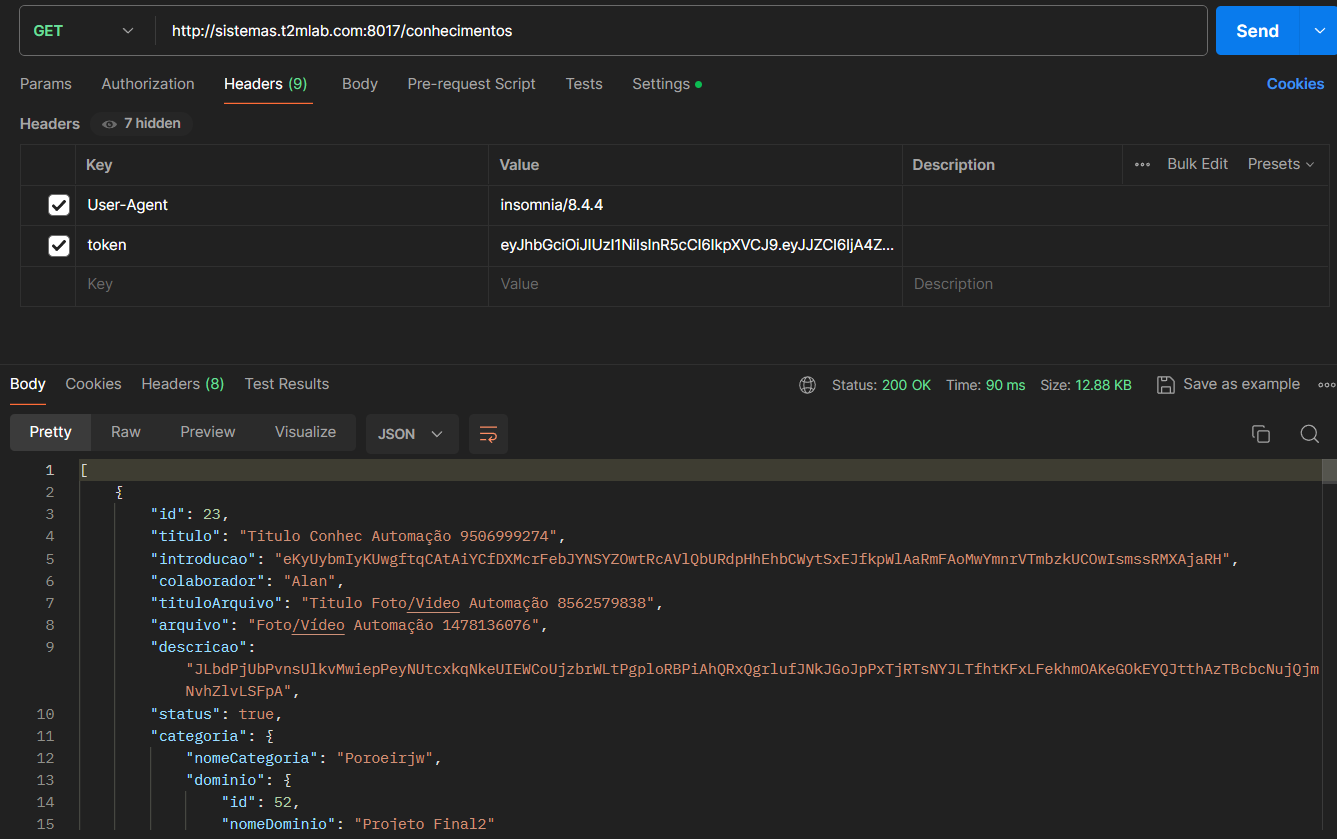 GET http://sistemas.t2mlab.com:8017/conhecimentos Send
Params Authorization Headers (9) Body Pre-request Script Tests Settings Cookies
Headers 7 hidden
Key Value Description Bulk Edit Presets
User-Agent insomnia/8.4.4
token eyJhbGciOiJIUzI1NiIsInR5cCI6IkpXVCJ9.eyJJZCI6IjA4Z...
Key Value Description
Body Cookies Headers (8) Test Results Status: 200 OK Time: 90 ms Size: 12.88 KB Save as example
Pretty Raw Preview Visualize JSON
1 [
2 {
3 "id": 23,
4 "titulo": "Titulo Conhec Automação 9506999274",
5 "introducao": "eKyUybmIyKUwgftqCAtAiYCfDXMcrFebJYNSYZOwtRcAVlQbURdpHhEhbCWytSxEJfkpWlAaRmFAoMwYmnrVTmbzkUCOwIsmssRMXAjaRH",
6 "colaborador": "Alan",
7 "tituloArquivo": "Titulo Foto/Video Automação 8562579838",
8 "arquivo": "Foto/Vídeo Automação 1478136076",
9 "descricao":
"JLbdPjUbPvnsUlkvMwiepPeyNUtcxkqNkeUIEWCoUjzbrWLtPgploRBPiAhQRxQgrlufJNkJGoJpPxTjRTsNYJLTfhtKFxLFekhmOAKeGOkEYQJtthAzTBcbcNujQjm
NvhZlvLSFpA",
10 "status": true,
11 "categoria": {
12 "nomeCategoria": "Poroeirjw",
13 "dominio": {
14 "id": 52,
15 "nomeDominio": "Projeto Final2"